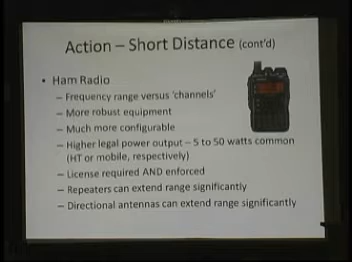 Action – Short Distance (cont'd)
• Ham Radio
– Frequency range versus 'channels'
– More robust equipment
– Much more configurable
– Higher legal power output – 5 to 50 watts common
(HT or mobile, respectively)
– License required AND enforced
– Repeaters can extend range significantly
– Directional antennas can extend range significantly